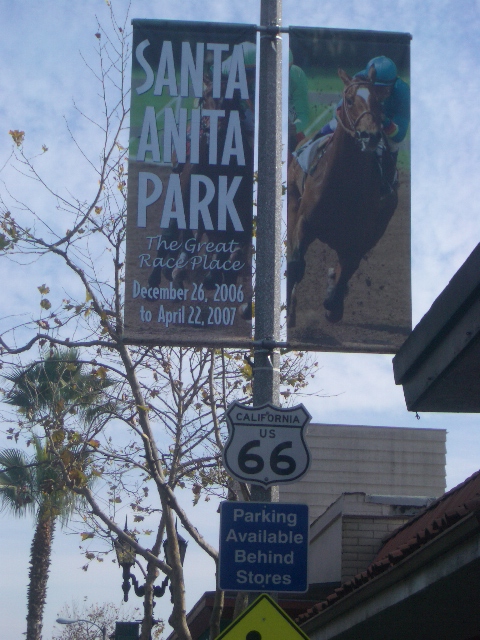 SANTA
ANITA
PARK
The Great
Race Place
December 26, 2006
to April 22, 2007
CALIFORNIA
US
66
Parking
Available
Behind
Stores